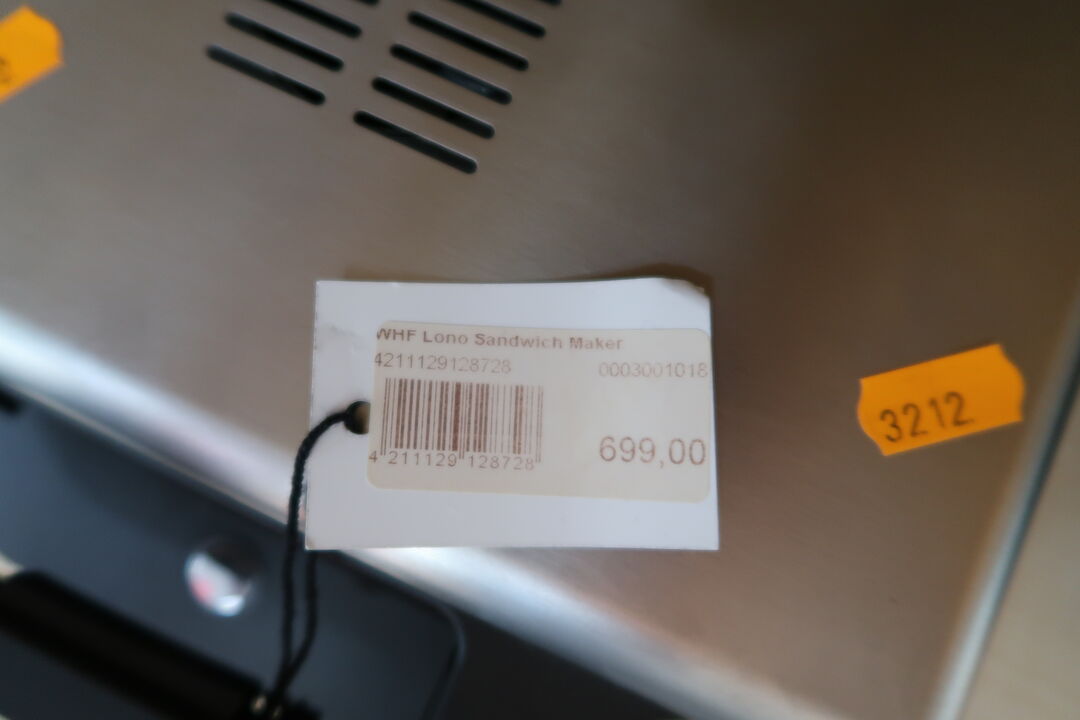 WHF Lono Sandwich Maker
4211129128728 0003001018
699,00
4 211129 128728
3212